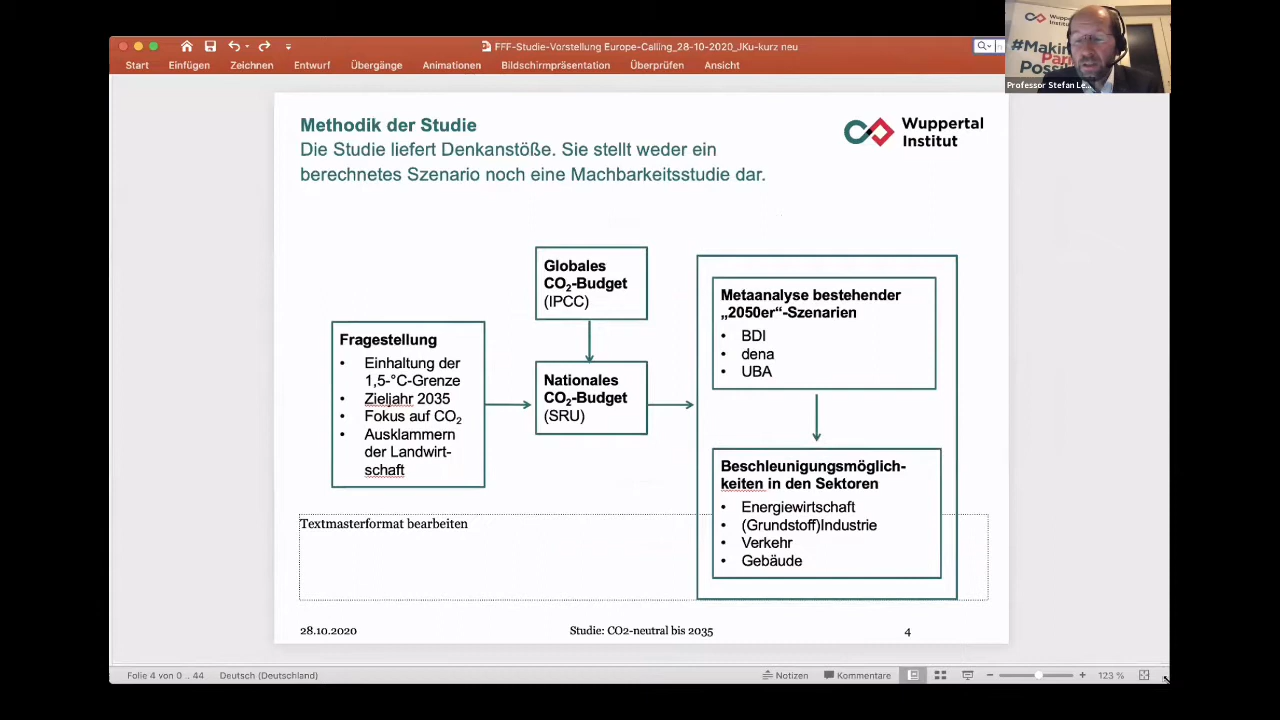 FFF-Studie-Vorstellung Europe-Calling_28-10-2020_JKu-kurz neu
Start Einfügen Zeichnen Entwurf Übergänge Animationen Bildschirmpräsentation Überprüfen Ansicht
Wuppertal
Institut
Professor Stefan Le...
Methodik der Studie
Die Studie liefert Denkanstöße. Sie stellt weder ein
berechnetes Szenario noch eine Machbarkeitsstudie dar.
Wuppertal
Institut
Fragestellung
• Einhaltung der
1,5-°C-Grenze
• Zieljahr 2035
• Fokus auf CO₂
• Ausklammern
der Landwirt-
schaft
Globales
CO₂-Budget
(IPCC)
Nationales
CO₂-Budget
(SRU)
Metaanalyse bestehender
„2050er“-Szenarien
• BDI
• dena
• UBA
Beschleunigungsmöglich-
keiten in den Sektoren
• Energiewirtschaft
• (Grundstoff)Industrie
• Verkehr
• Gebäude
Textmasterformat bearbeiten
28.10.2020 Studie: CO2-neutral bis 2035 4
Folie 4 von 0 .. 44 Deutsch (Deutschland) Notizen Kommentare 123 %